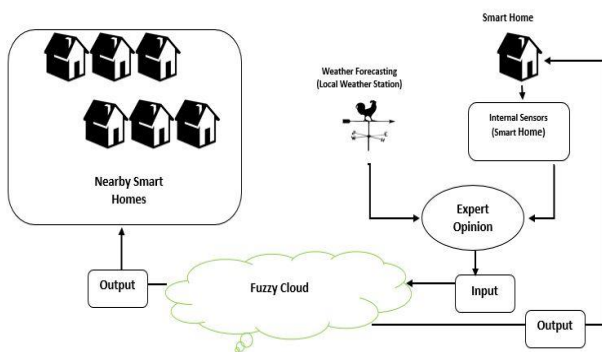 Smart Home
Weather Forecasting
(Local Weather Station)
Internal Sensors
(Smart Home)
Nearby Smart
Homes
Expert
Opinion
Output
Fuzzy Cloud
Input
Output